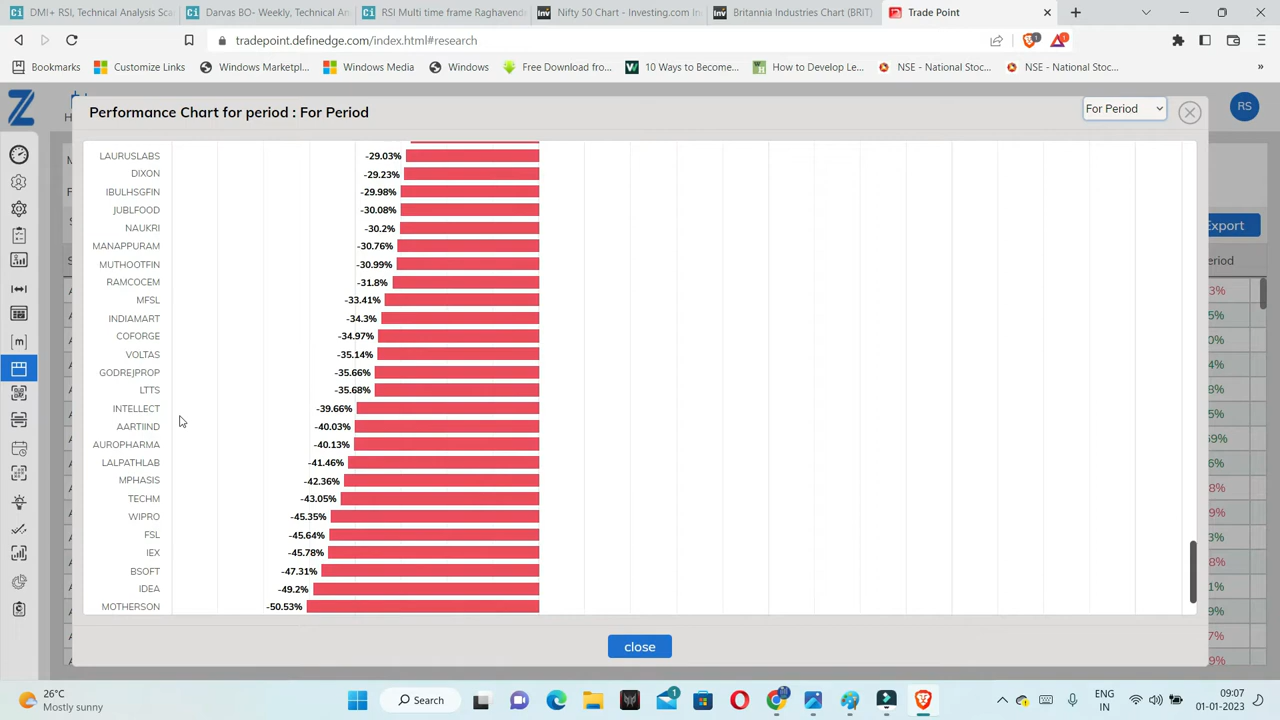 DMI+ RSI, Technical Analysis Scan
Darvas BO- Weekly, Technical An
RSI Multi time frame Raghavend
Nifty 50 Chart - Investing.com In
Britannia Industries Chart (BRIT)
Trade Point
tradepoint.definedge.com/index.html#research
Bookmarks
Customize Links
Windows Marketpl...
Windows Media
Windows
Free Download fro...
10 Ways to Become...
How to Develop Le...
NSE - National Stoc...
NSE - National Stoc...
Performance Chart for period : For Period
For Period
RS
LAURUSLABS -29.03%
DIXON -29.23%
IBULHSGFIN -29.98%
JUBLFOOD -30.08%
NAUKRI -30.2%
MANAPPURAM -30.76%
MUTHOOTFIN -30.99%
RAMCOCEM -31.8%
MFSL -33.41%
INDIAMART -34.3%
COFORGE -34.97%
VOLTAS -35.14%
GODREJPROP -35.66%
LTTS -35.68%
INTELLECT -39.66%
AARTIIND -40.03%
AUROPHARMA -40.13%
LALPATHLAB -41.46%
MPHASIS -42.36%
TECHM -43.05%
WIPRO -45.35%
FSL -45.64%
IEX -45.78%
BSOFT -47.31%
IDEA -49.2%
MOTHERSON -50.53%
Export
eriod
close
26°C
Mostly sunny
Search
ENG
IN
09:07
01-01-2023